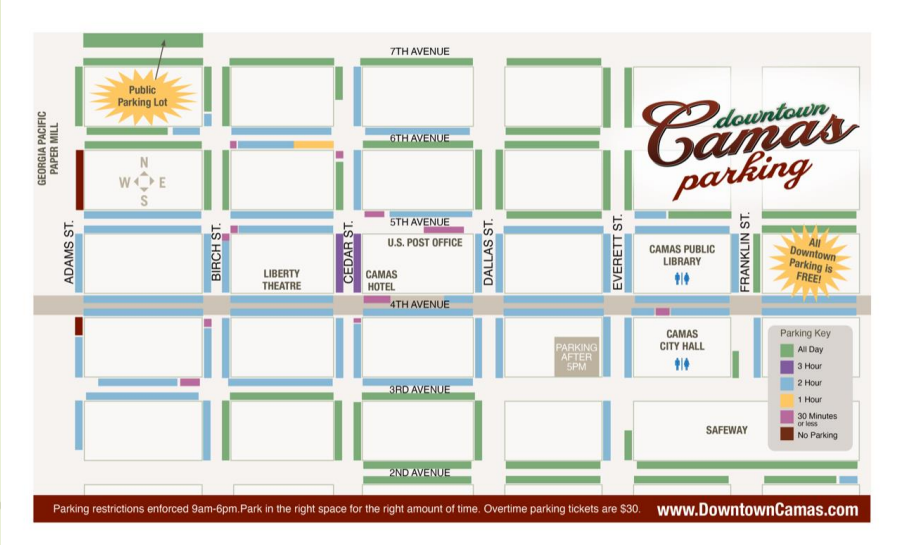 7TH AVENUE
Public
Parking Lot
GEORGIA PACIFIC
PAPER MILL
downtown
Camas
parking
6TH AVENUE
N
W
E
S
5TH AVENUE
ADAMS ST.
BIRCH ST.
CEDAR ST.
DALLAS ST.
EVERETT ST.
FRANKLIN ST.
U.S. POST OFFICE
LIBERTY
THEATRE
CAMAS
HOTEL
CAMAS PUBLIC
LIBRARY
All
Downtown
Parking is
FREE!
4TH AVENUE
PARKING
AFTER
5PM
CAMAS
CITY HALL
Parking Key
All Day
3 Hour
2 Hour
1 Hour
30 Minutes
or less
No Parking
3RD AVENUE
SAFEWAY
2ND AVENUE
Parking restrictions enforced 9am-6pm.Park in the right space for the right amount of time. Overtime parking tickets are $30.
www.DowntownCamas.com